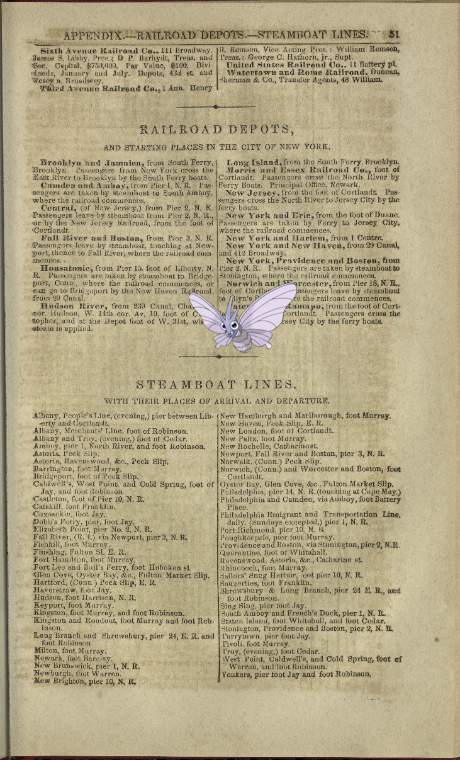 APPENDIX.—RAILROAD DEPOTS.—STEAMBOAT LINES. 51
Sixth Avenue Railroad Co., 111 Broadway.
James S. Libby, Pres.; D. P. Harhydt, Treas. and
Sec. Capital, $750,000. Par Value, $100. Divi-
dends, January and July. Depots, 43d st. and
Vesey n. Broadway.
Third Avenue Railroad Co., 1 Ann. Henry
R. Remsen, Vice Acting Pres.; William Remsen,
Treas.; George C. Hathorn, jr., Supt.
United States Railroad Co., 11 Battery pl.
Watertown and Rome Railroad, Duncan,
Sherman & Co., Transfer Agents, 48 William.
RAILROAD DEPOTS,
AND STARTING PLACES IN THE CITY OF NEW YORK.
Brooklyn and Jamaica, from South Ferry,
Brooklyn. Passengers from New York cross the
East River to Brooklyn by the South Ferry boats.
Camden and Amboy, from Pier 1, N. R. Pas-
sengers are taken by steamboat to South Amboy,
where the railroad commences.
Central, (of New Jersey,) from Pier 2, N. R.
Passengers leave by steamboat from Pier 2, N. R.,
or by the New Jersey Railroad, from the foot of
Cortlandt.
Fall River and Boston, from Pier 3, N. R.
Passengers leave by steamboat, touching at New-
port, thence to Fall River, where the railroad com-
mences.
Housatonic, from Pier 15, foot of Liberty, N.
R. Passengers are taken by steamboat to Bridge-
port, Conn., where the railroad commences, or
can go to Bridgeport by the New Haven Railroad
from 29 Canal.
Hudson River, from 239 Canal,
cor. Hudson, W. 14th cor. Av. 10, foot of
topher, and at the Depot foot of W. 31st,
steam is applied.
Long Island, from the South Ferry, Brooklyn.
Morris and Essex Railroad Co., foot of
Cortlandt. Passengers cross the North River by
Ferry Boats. Principal Office, Newark.
New Jersey, from the foot of Cortlandt. Pas-
sengers cross the North River to Jersey City by the
ferry boats.
New York and Erie, from the foot of Duane.
Passengers are taken by Ferry to Jersey City,
where the railroad commences.
New York and Harlem, from 1 Centre.
New York and New Haven, from 29 Canal,
and 412 Broadway.
New York, Providence and Boston, from
Pier 2, N. R. Passengers are taken by steamboat to
Stonington, where the railroad commences.
Norwich and Worcester, from Pier 18, N. R.,
foot of Cortlandt. Passengers leave by steamboat
the railroad commences.
from the foot of Cort-
Passengers cross the
Jersey City by the ferry boats.
STEAMBOAT LINES.
WITH THEIR PLACES OF ARRIVAL AND DEPARTURE.
Albany, People's Line, (evening,) pier between Lib-
erty and Cortlandt.
Albany, Merchants' Line, foot of Robinson.
Albany and Troy, (evening,) foot of Cedar.
Amboy, pier 1, North River, and foot Robinson.
Astoria, Peck Slip.
Astoria, Ravenswood, &c., Peck Slip.
Barrington, foot Murray.
Bridgeport, foot of Peck Slip.
Caldwell's, West Point, and Cold Spring, foot of
Jay, and foot Robinson.
Castleton, foot of Pier 10, N. R.
Catskill, foot Franklin.
Coxsackie, foot Jay.
Dobb's Ferry, pier, foot Jay.
Elizabeth Point, pier No. 2, N. R.
Fall River, (R. I.,) via Newport, pier 3, N. R.
Fishkill, foot Murray.
Flushing, Fulton Sl. E. R.
Fort Hamilton, foot Murray.
Fort Lee and Bull's Ferry, foot Hoboken st.
Glen Cove, Oyster Bay, &c., Fulton Market Slip.
Hartford, (Conn.) Peck Slip, E. R.
Haverstraw, foot Jay.
Hudson, foot Harrison, N. R.
Keyport, foot Murray.
Kingston, foot Murray, and foot Robinson.
Kingston and Rondout, foot Murray and foot Rob-
inson.
Long Branch and Shrewsbury, pier 24, E. R. and
foot Robinson.
Milton, foot Murray.
Newark, foot Barclay.
New Brunswick, pier 1, N. R.
Newburgh, foot Warren.
New Brighton, pier 10, N. R.
New Hamburg and Marlborough, foot Murray.
New Haven, Peck Slip, E. R.
New London, foot of Cortlandt.
New Paltz, foot Murray.
New Rochelle, Catharine st.
Newport, Fall River and Boston, pier 3, N. R.
Norwalk, (Conn.) Peck Slip.
Norwich, (Conn.) and Worcester and Boston, foot
Cortlandt.
Oyster Bay, Glen Cove, &c., Fulton Market Slip.
Philadelphia, pier 14, N. R. (touching at Cape May.)
Philadelphia and Camden, via Amboy, foot Battery
Place.
Philadelphia Emigrant and Transportation Line,
daily, (Sundays excepted,) pier 1, N. R.
Port Richmond, pier 10, N. R.
Poughkeepsie, pier foot Murray.
Providence and Boston, via Stonington, pier 2, N.R.
Quarantine, foot of Whitehall.
Ravenswood, Astoria, &c., Catharine st.
Rhinebeck, foot Murray.
Sailors' Snug Harbor, foot pier 10, N. R.
Saugerties, foot Franklin.
Shrewsbury & Long Branch, pier 24 E. R., and
foot Robinson.
Sing Sing, pier foot Jay.
South Amboy and French's Dock, pier 1, N. R.
Staten Island, foot Whitehall, and foot Cedar.
Stonington, Providence and Boston, pier 2, N. R.
Tarrytown, pier foot Jay.
Tivoli, foot Murray.
Troy, (evening,) foot Cedar.
West Point, Caldwell's, and Cold Spring, foot of
Warren, and foot Robinson.
Yonkers, pier foot Jay and foot Robinson.